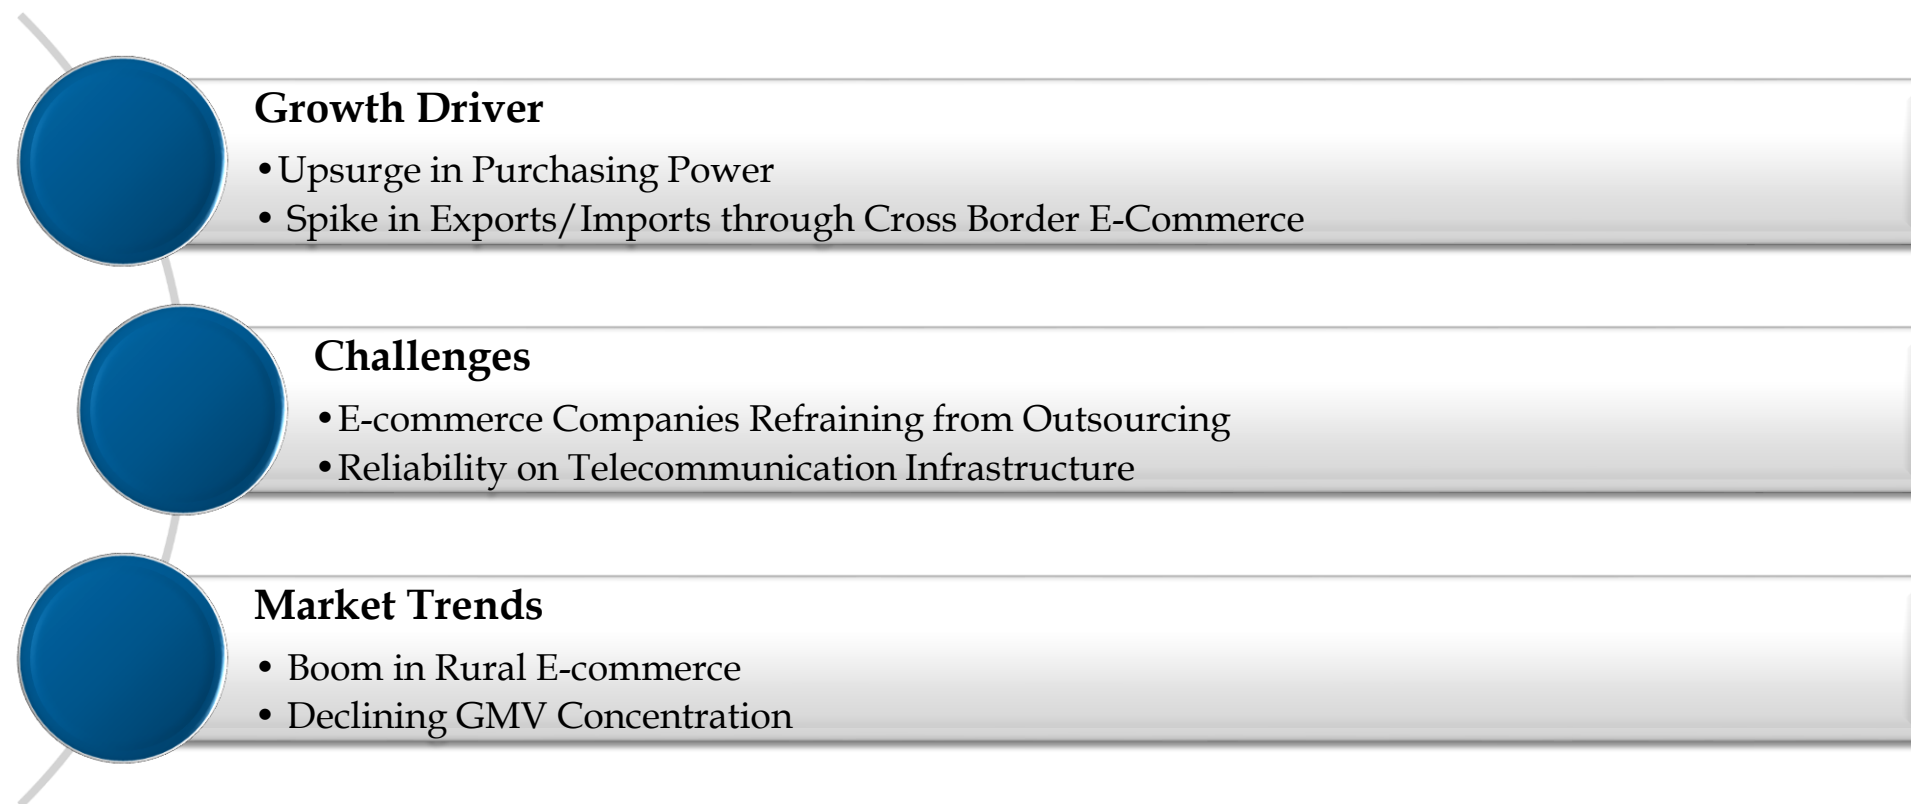 Growth Driver
•Upsurge in Purchasing Power
• Spike in Exports/Imports through Cross Border E-Commerce
Challenges
•E-commerce Companies Refraining from Outsourcing
•Reliability on Telecommunication Infrastructure
Market Trends
• Boom in Rural E-commerce
• Declining GMV Concentration